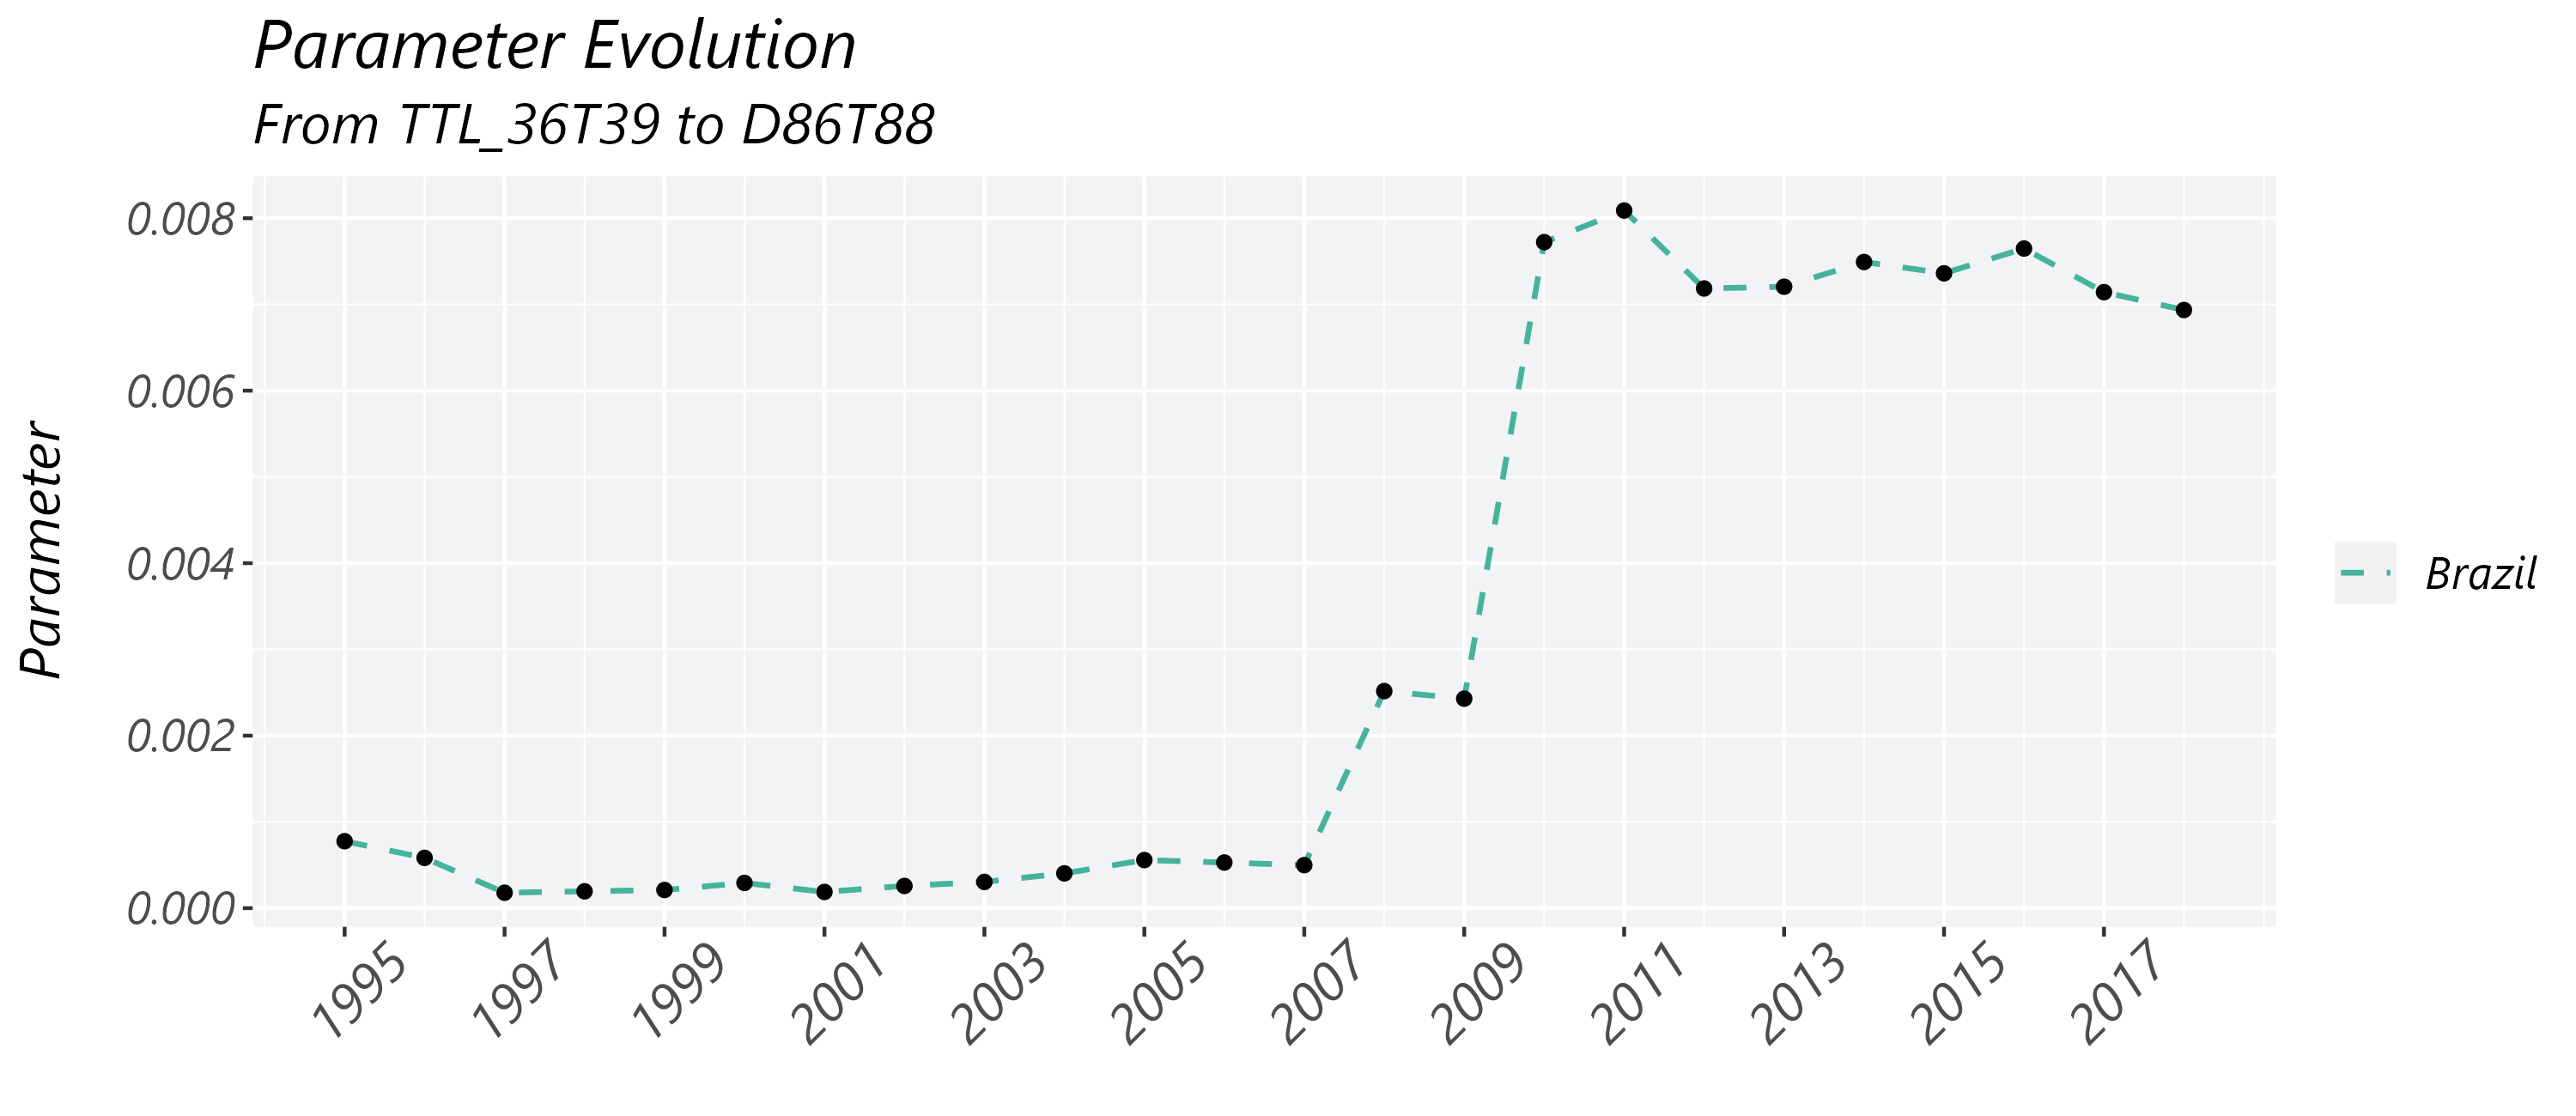 Parameter Evolution
From TTL_36T39 to D86T88
Parameter
0.008
0.006
0.004
0.002
0.000
1995 1997 1999 2001 2003 2005 2007 2009 2011 2013 2015 2017
Brazil